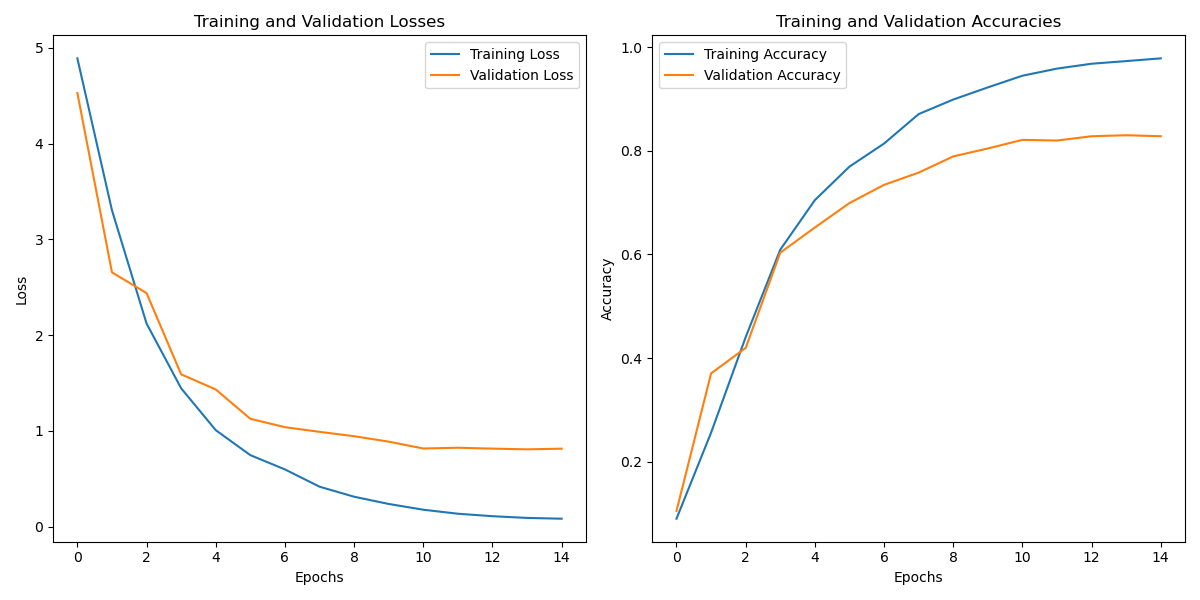 Training and Validation Losses
Training Loss
Validation Loss
5
4
3
2
1
0
Loss
0 2 4 6 8 10 12 14
Epochs
Training and Validation Accuracies
Training Accuracy
Validation Accuracy
1.0
0.8
0.6
0.4
0.2
Accuracy
0 2 4 6 8 10 12 14
Epochs